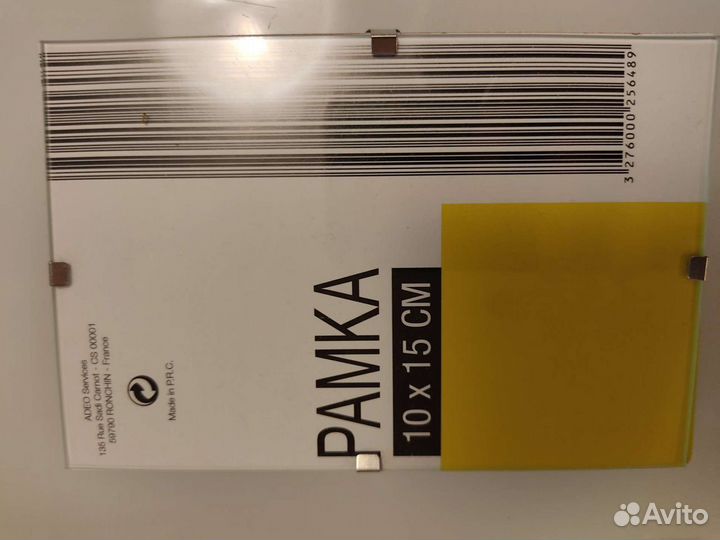 3 276000 256489
РАМКА
10 x 15 СМ
ADEO Services
135 Rue Sadi Carnot - CS 00001
59790 RONCHIN - France
Made in P.R.C.
Avito